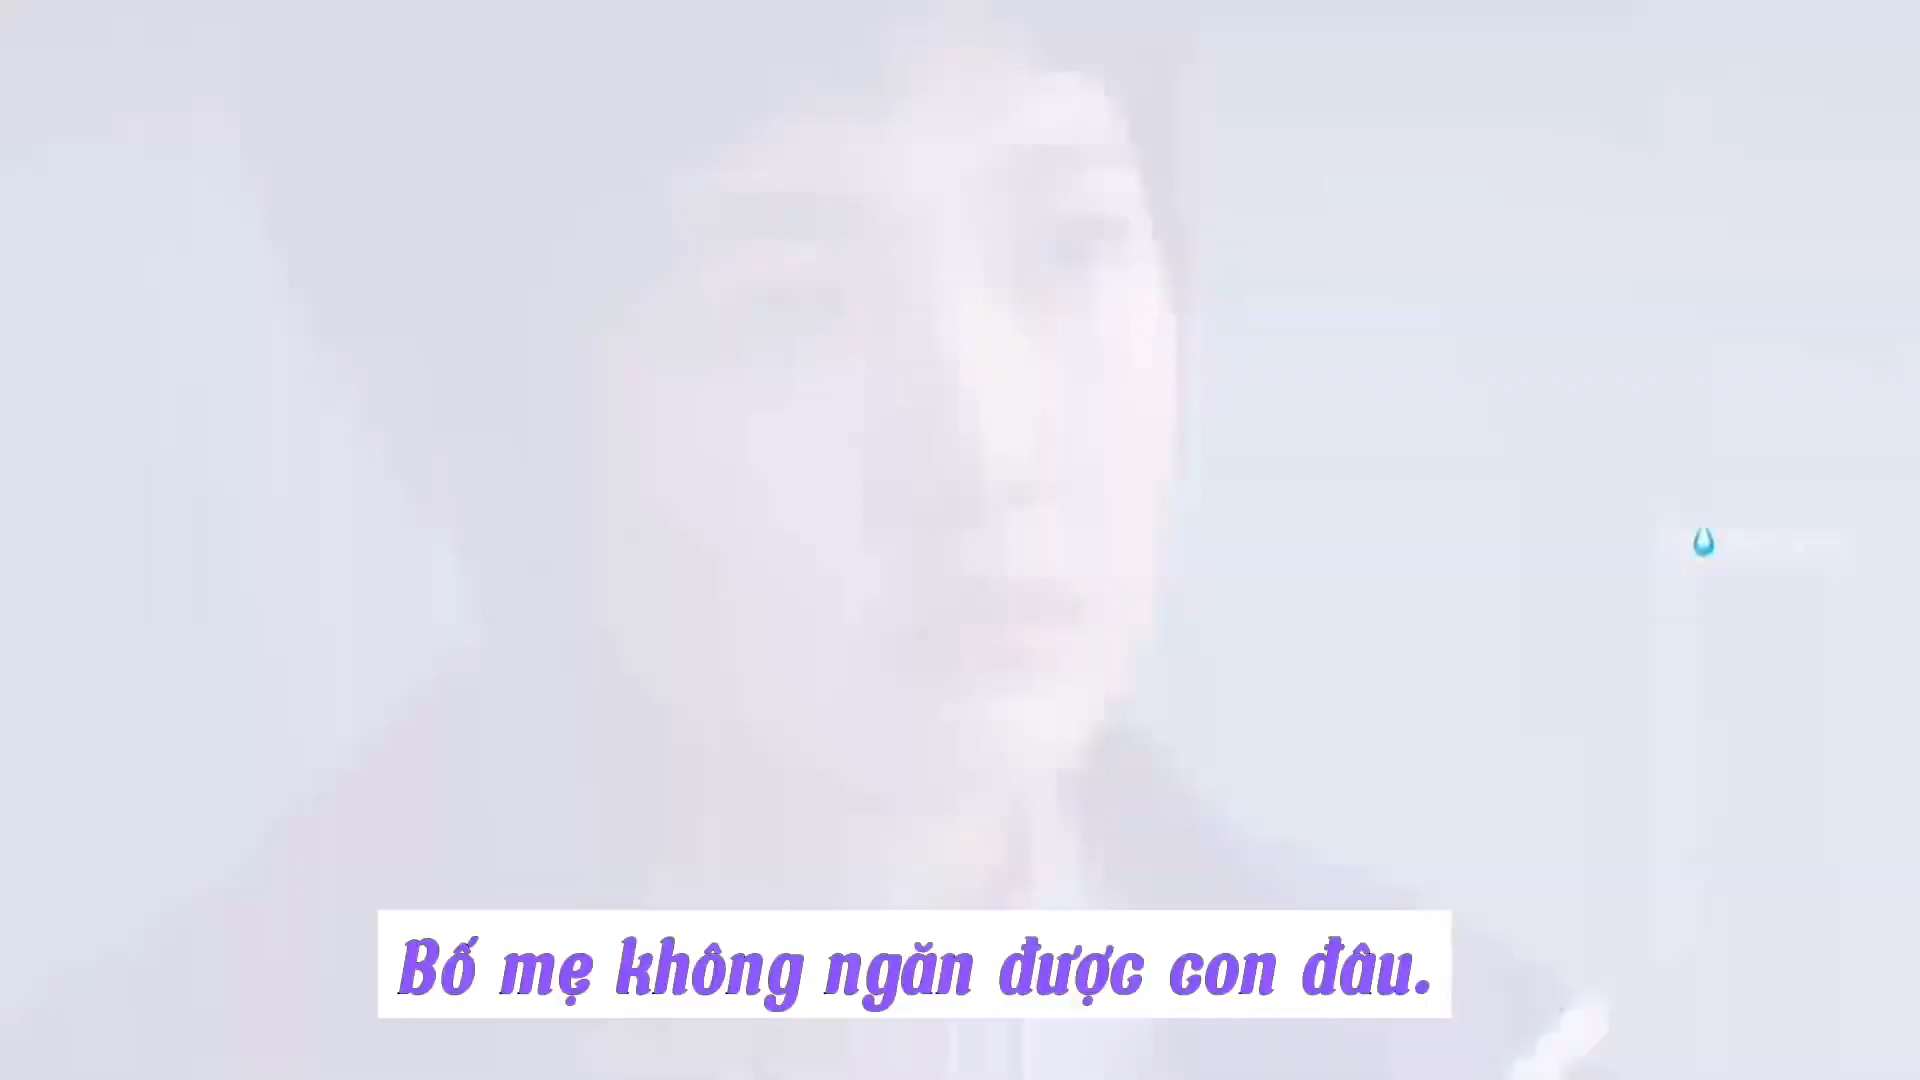 Bố mẹ không ngăn được con đâu.